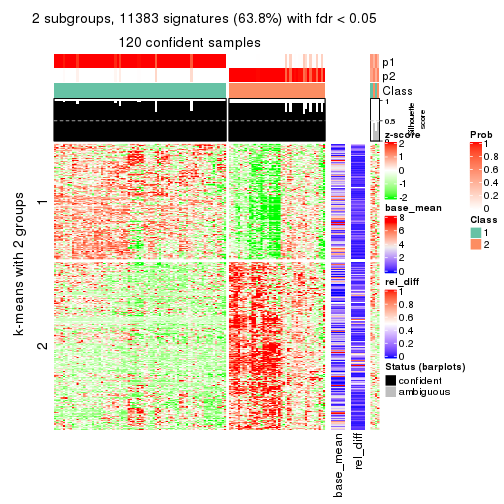 2 subgroups, 11383 signatures (63.8%) with fdr < 0.05
120 confident samples
p1
p2
Class
1
0.5
0
Silhouette
score
k-means with 2 groups
1
2
base_mean
rel_diff
z-score
2
1
0
-1
-2
base_mean
8
6
4
2
0
rel_diff
1
0.8
0.6
0.4
0.2
0
Status (barplots)
confident
ambiguous
Prob
1
0.8
0.6
0.4
0.2
0
Class
1
2